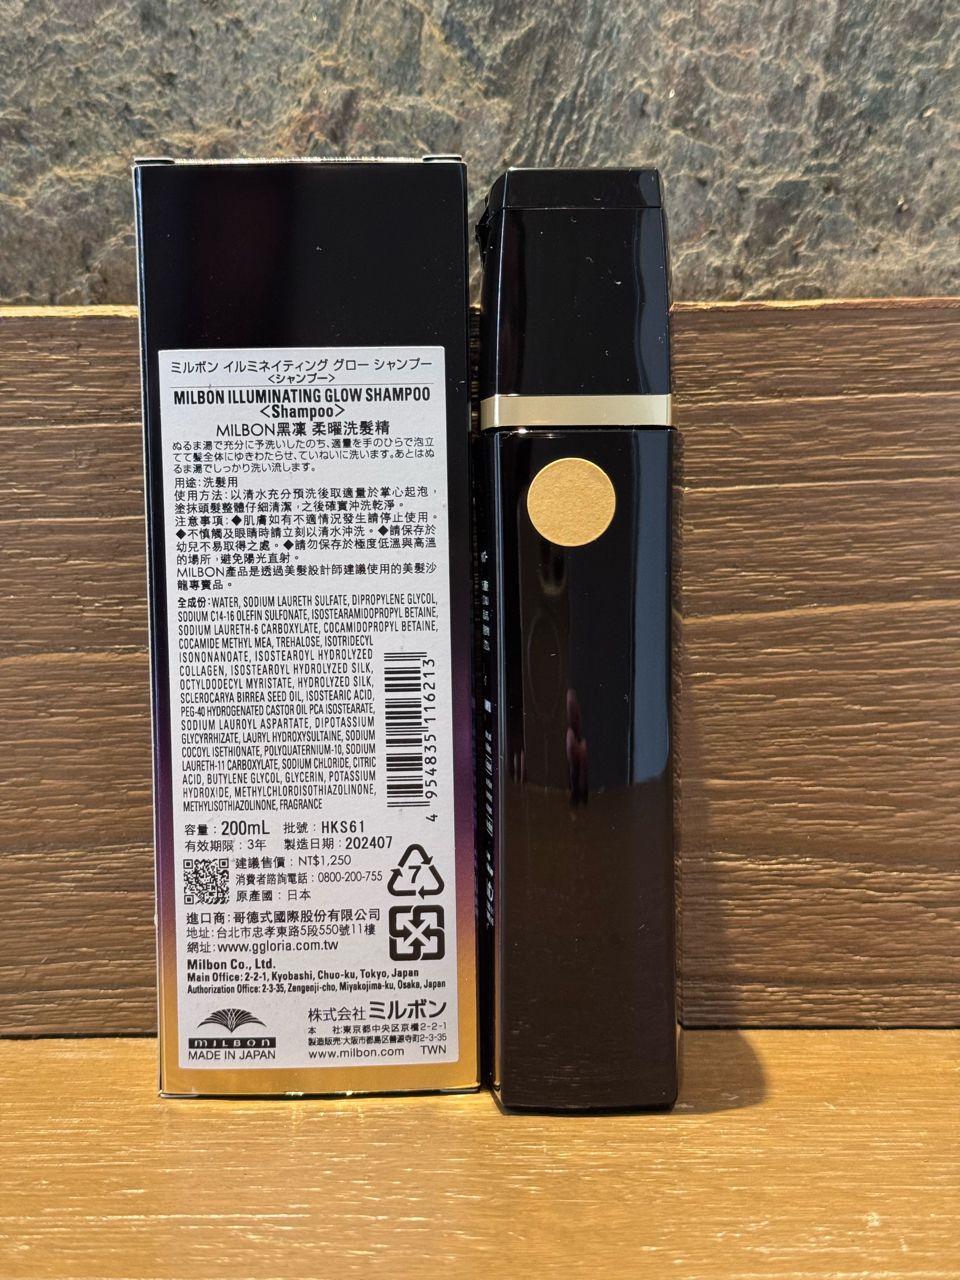 ミルボン イルミネイティング グロー シャンプー
<シャンプー>
MILBON ILLUMINATING GLOW SHAMPOO
<Shampoo>
MILBON黑凜 柔曜洗髮精
ぬるま湯で充分に予洗いしたのち、適量を手のひらで泡立
てて髪全体にゆきわたらせ、ていねいに洗います。あとはぬ
るま湯でしっかり洗い流します。
用途:洗髮用
使用方法:以清水充分預洗後取適量於掌心起泡,
塗抹頭髮整體仔細清潔,之後確實沖洗乾淨。
注意事項:◆肌膚如有不適情況發生請停止使用。
◆不慎觸及眼睛時請立刻以清水沖洗。◆請保存於
幼兒不易取得之處。◆請勿保存於極度低溫與高溫
的場所,避免陽光直射。
MILBON產品是透過美髮設計師建議使用的美髮沙
龍專賣品。
全成份:WATER, SODIUM LAURETH SULFATE, DIPROPYLENE GLYCOL,
SODIUM C14-16 OLEFIN SULFONATE, ISOSTEARAMIDOPROPYL BETAINE,
SODIUM LAURETH-6 CARBOXYLATE, COCAMIDOPROPYL BETAINE,
COCAMIDE METHYL MEA, TREHALOSE, ISOTRIDECYL
ISONONANOATE, ISOSTEAROYL HYDROLYZED
COLLAGEN, ISOSTEAROYL HYDROLYZED SILK,
OCTYLDODECYL MYRISTATE, HYDROLYZED SILK,
SCLEROCARYA BIRREA SEED OIL, ISOSTEARIC ACID,
PEG-40 HYDROGENATED CASTOR OIL PCA ISOSTEARATE,
SODIUM LAUROYL ASPARTATE, DIPOTASSIUM
GLYCYRRHIZATE, LAURYL HYDROXYSULTAINE, SODIUM
COCOYL ISETHIONATE, POLYQUATERNIUM-10, SODIUM
LAURETH-11 CARBOXYLATE, SODIUM CHLORIDE, CITRIC
ACID, BUTYLENE GLYCOL, GLYCERIN, POTASSIUM
HYDROXIDE, METHYLCHLOROISOTHIAZOLINONE,
METHYLISOTHIAZOLINONE, FRAGRANCE
4 954835 116213
容量:200mL 批號:HKS61
有效期限:3年 製造日期:202407
建議售價:NT$1,250
消費者諮詢電話:0800-200-755
原產國:日本
7
進口商:哥德式國際股份有限公司
地址:台北市忠孝東路5段550號11樓
網址:www.ggloria.com.tw
Milbon Co., Ltd.
Main Office: 2-2-1, Kyobashi, Chuo-ku, Tokyo, Japan
Authorization Office: 2-3-35, Zengenji-cho, Miyakojima-ku, Osaka, Japan
MILBON
MADE IN JAPAN
株式会社ミルボン
本 社:東京都中央区京橋2-2-1
製造販売:大阪市都島区善源寺町2-3-35
www.milbon.com TWN